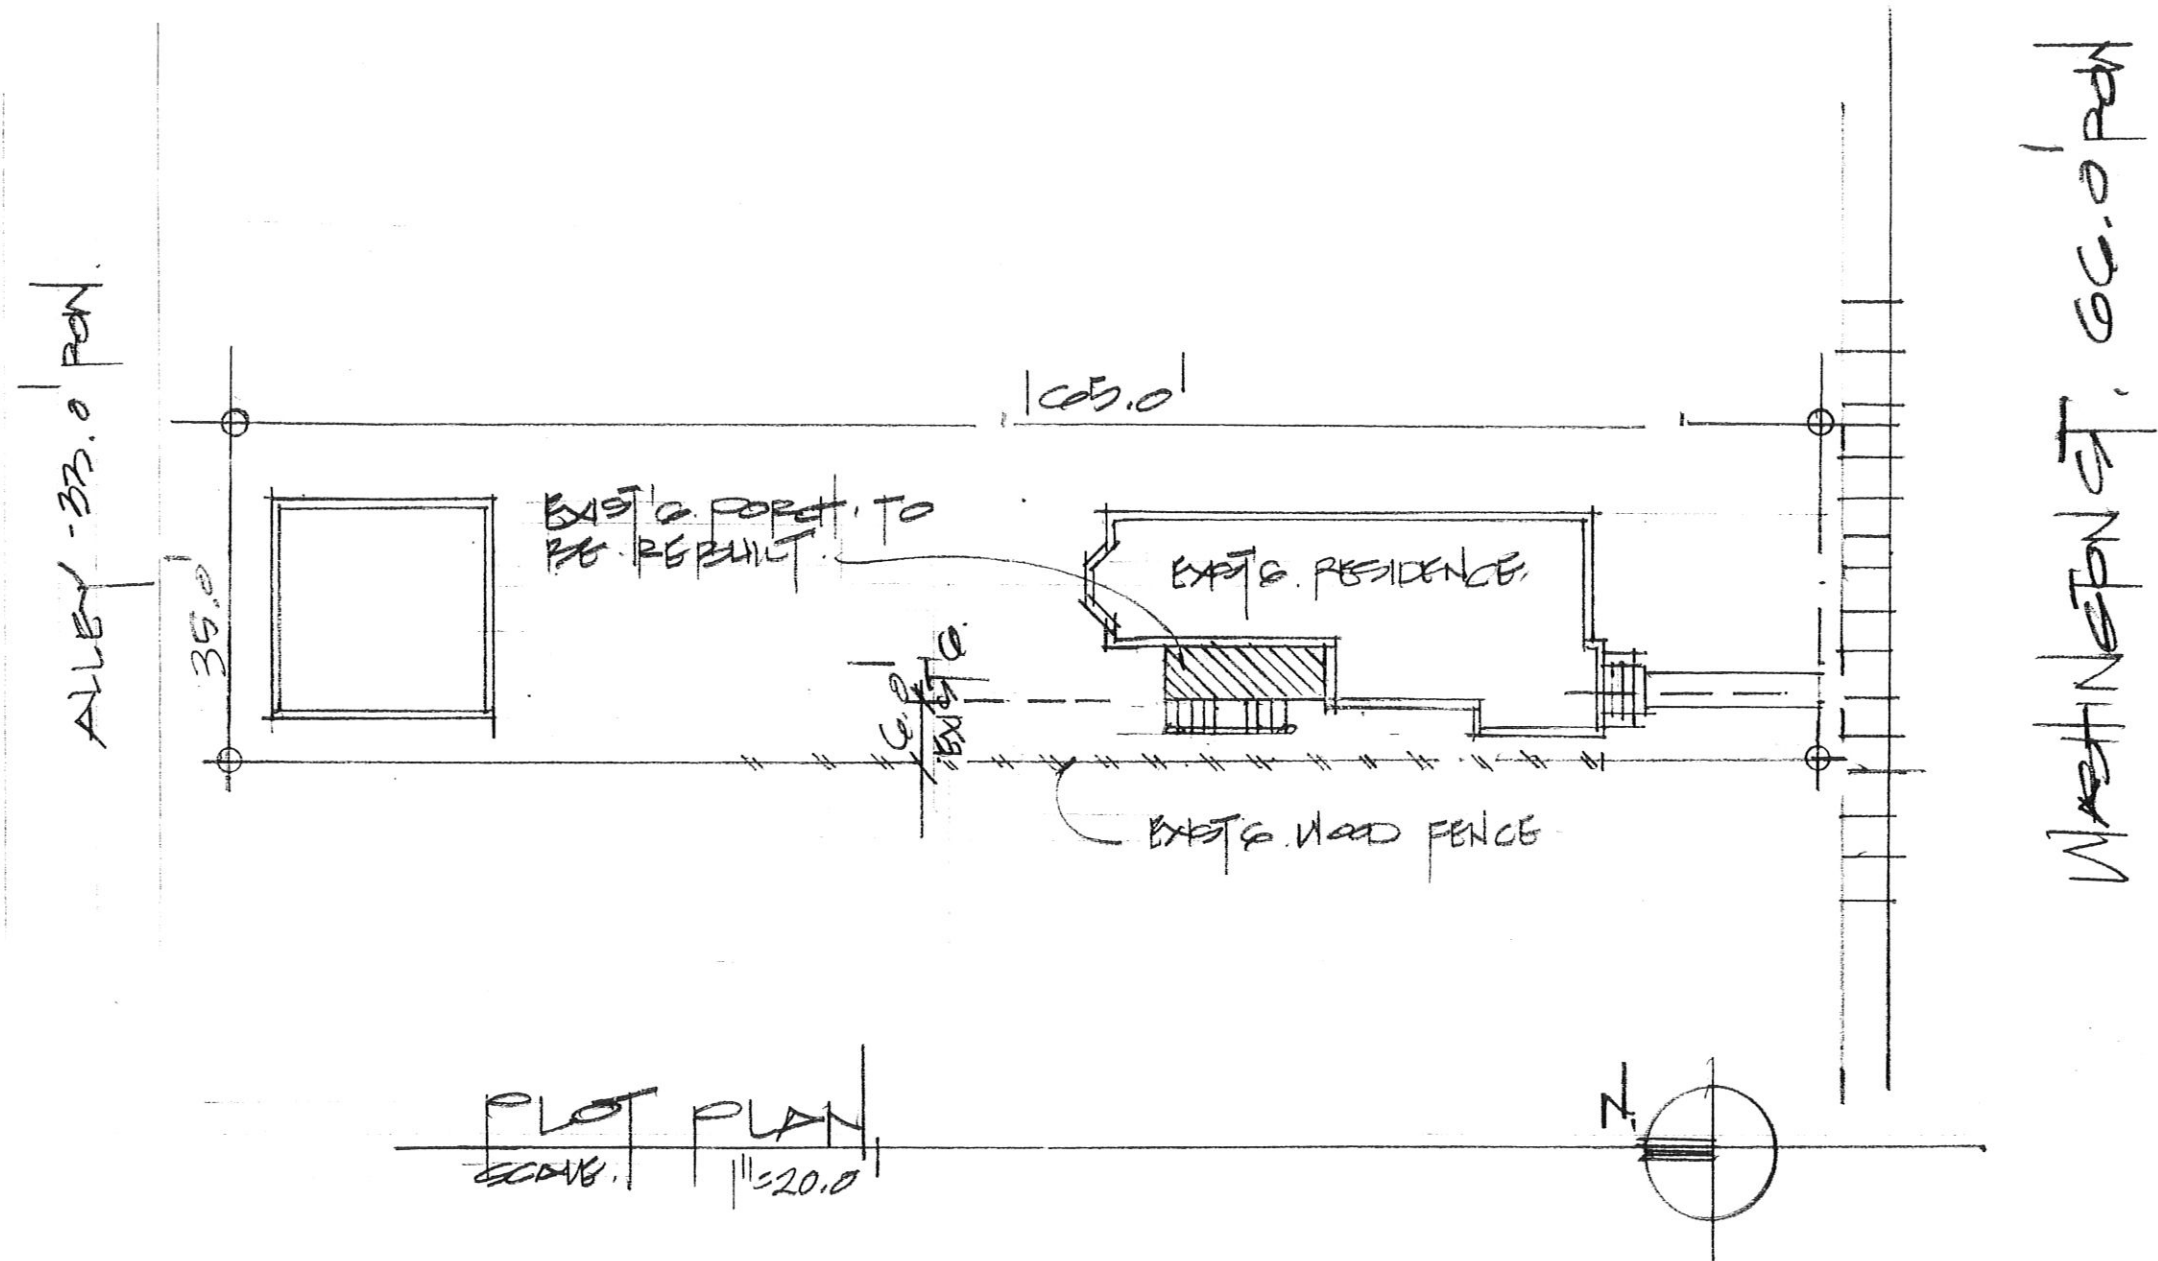 ALLEY - 33.0' ROW.
35.0'
165.0'
EXIST'G. PORCH. TO
BE. REBUILT.
EXIST'G. RESIDENCE.
6.0'
EXIST'G.
EXIST'G. WOOD FENCE
WASHINGTON ST. 66.0' ROW
PLOT PLAN
SCALE. 1"=20.0'
N.